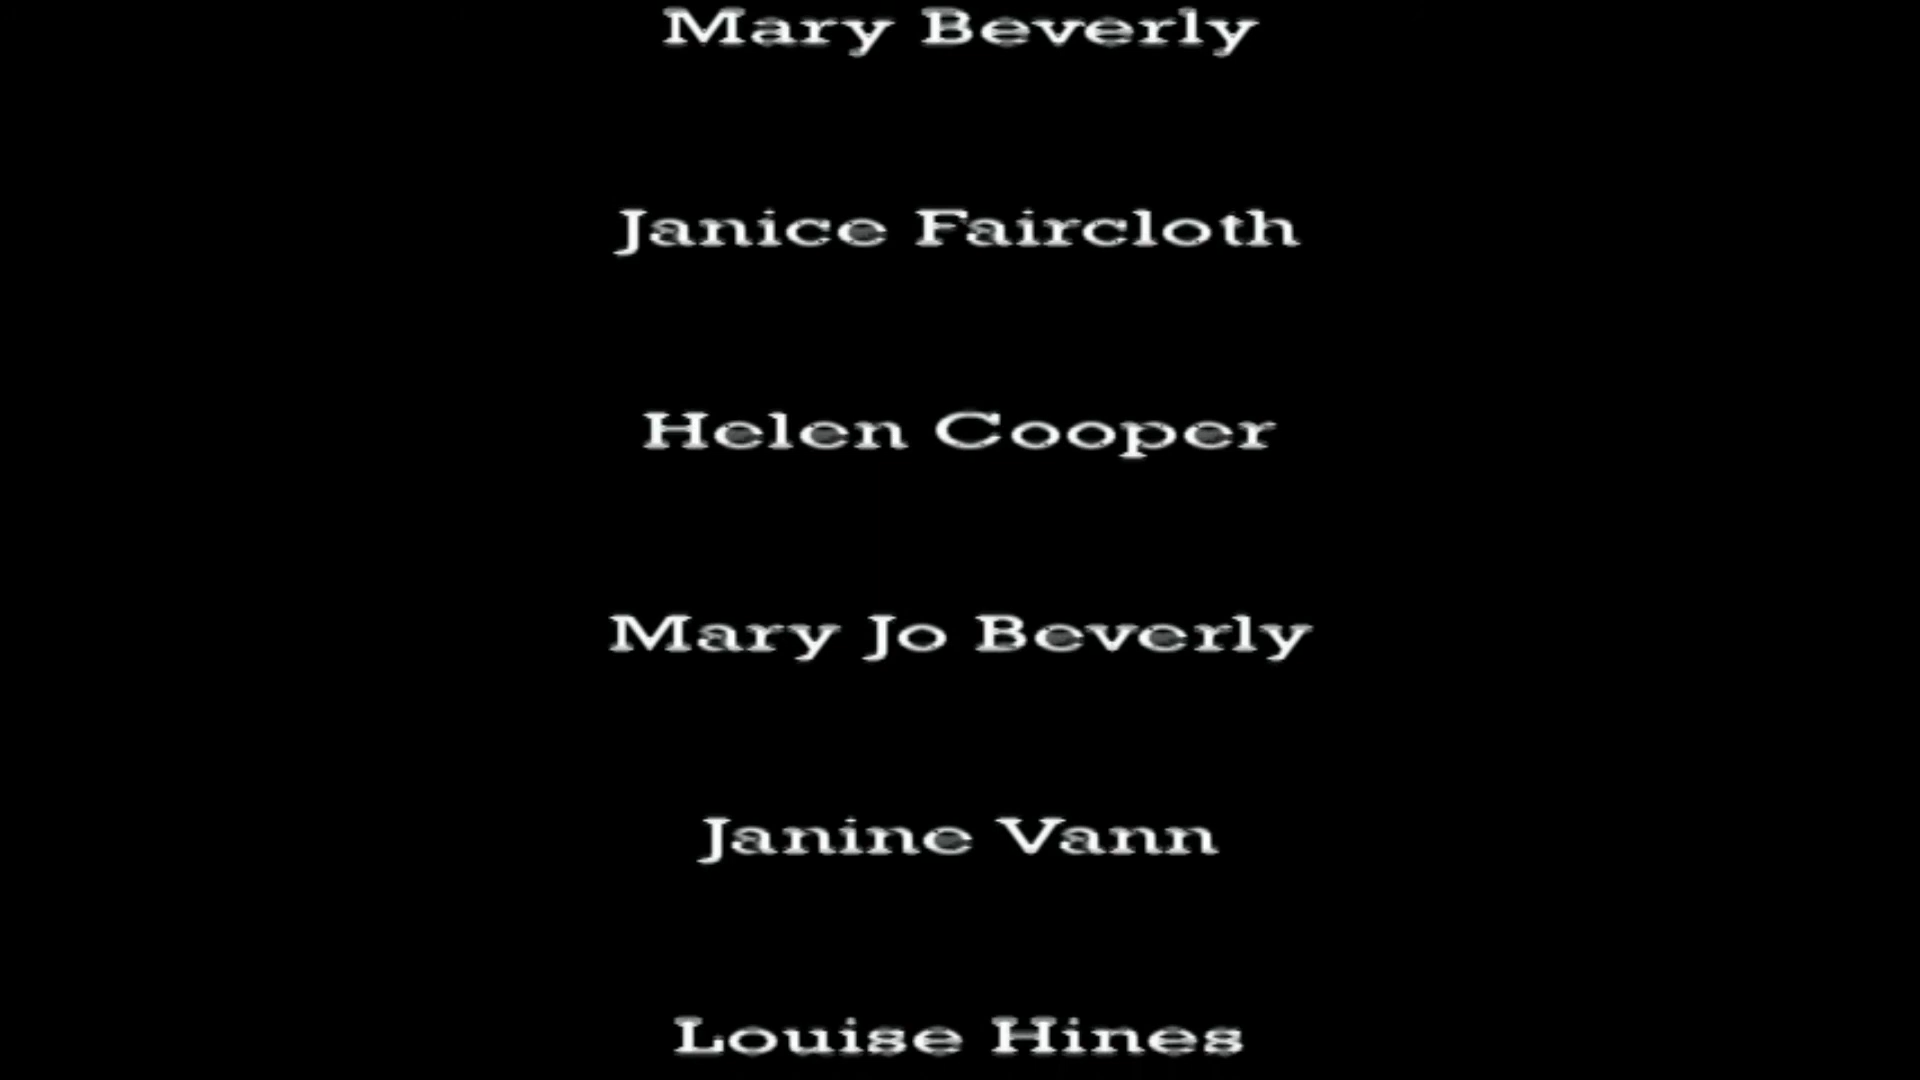 Mary Beverly
Janice Faircloth
Helen Cooper
Mary Jo Beverly
Janine Vann
Louise Hines